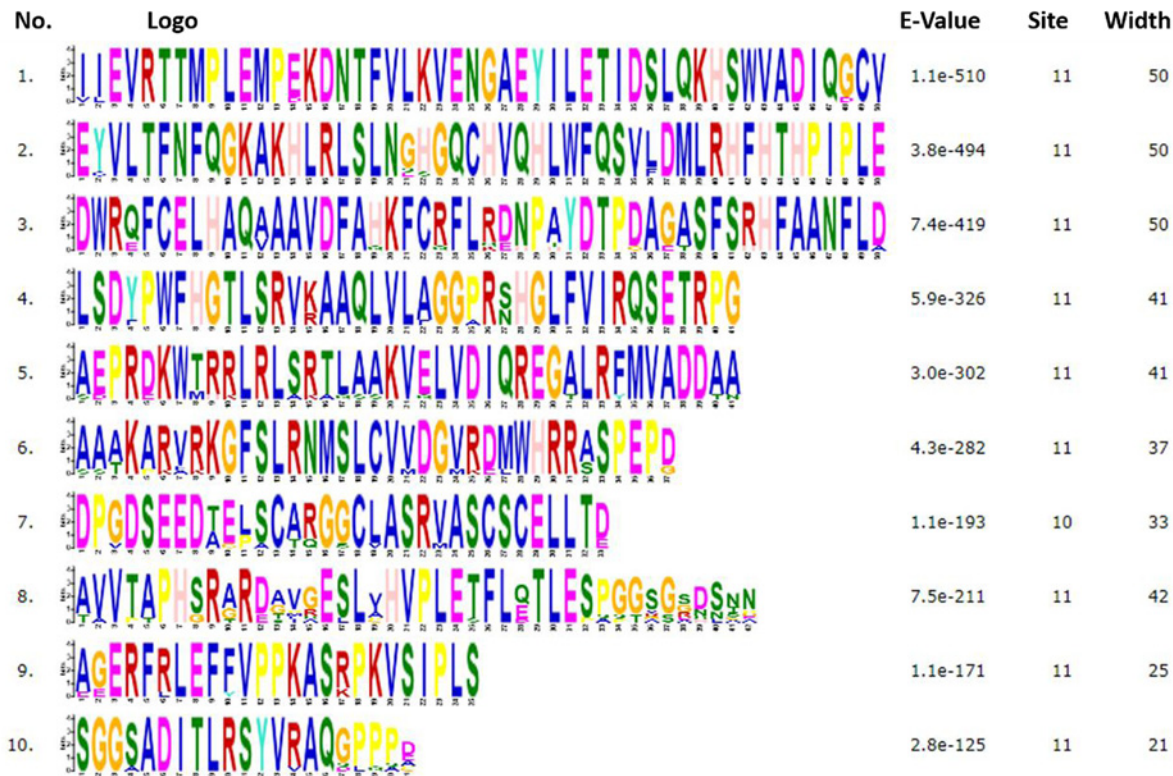 No. Logo E-Value Site Width
1. IIEVRTTMPLEMPEKDNTFVLKVENGAEYILETIDSLQKHSWVADIQGCV 1.1e-510 11 50
2. EYVLTFNFQGKAKHLRLSLNGHGQCHVQHLWFQSVLDMLRHFHTHPIPLE 3.8e-494 11 50
3. DWRQFCELHAQAAAVDFAHKFCRFLRDNPAYDTPDAGASFSRHFAANFLD 7.4e-419 11 50
4. LSDYPWFHGTLSRVKAAQLVLAGGPRSHGLFVIRQSETRPG 5.9e-326 11 41
5. AEPRDKWTRRLRLSRTLAAKVELVDIQREGALRFMVADDAA 3.0e-302 11 41
6. AAAKARVRKGFSLRNMSLCVVDGVRDMWHRRASPEPD 4.3e-282 11 37
7. DPGDSEEDTELSCARGGCLASRVASCSCELLTD 1.1e-193 10 33
8. AVVTAPHSRARDAVGESLYHVPLETFLQTLESPGGSGSDSNN 7.5e-211 11 42
9. AGERFRLEFFVPPKASRPKVSIPLS 1.1e-171 11 25
10. SGGSADITLRSYVRAQGPPPD 2.8e-125 11 21